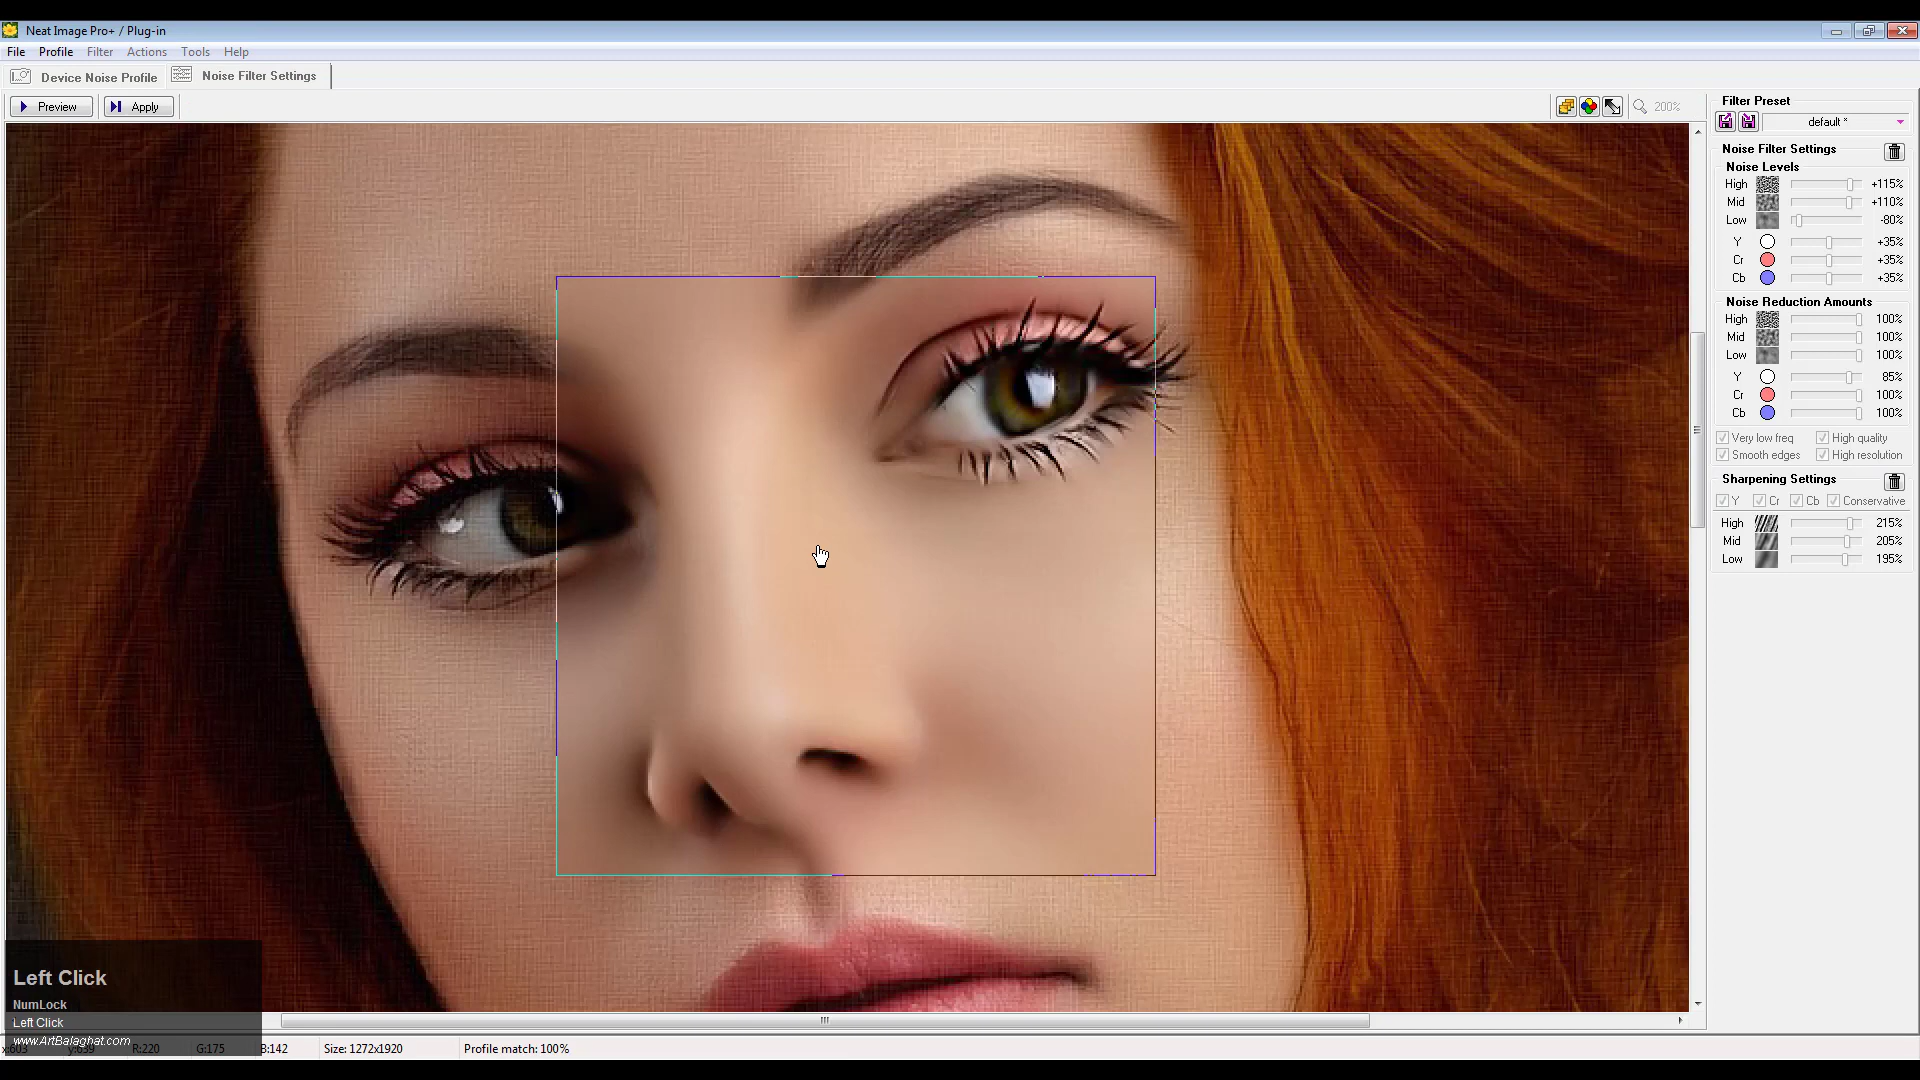 Neat Image Pro+ / Plug-in
File Profile Filter Actions Tools Help
Device Noise Profile Noise Filter Settings
Preview Apply 200%
Filter Preset
default *
Noise Filter Settings
Noise Levels
High +115%
Mid +110%
Low -80%
Y +35%
Cr +35%
Cb +35%
Noise Reduction Amounts
High 100%
Mid 100%
Low 100%
Y 85%
Cr 100%
Cb 100%
Very low freq High quality
Smooth edges High resolution
Sharpening Settings
Y Cr Cb Conservative
High 215%
Mid 205%
Low 195%
Left Click
NumLock
Left Click
www.ArtBalaghat.com
x:603 y:639 R:220 G:175 B:142 Size: 1272x1920 Profile match: 100%